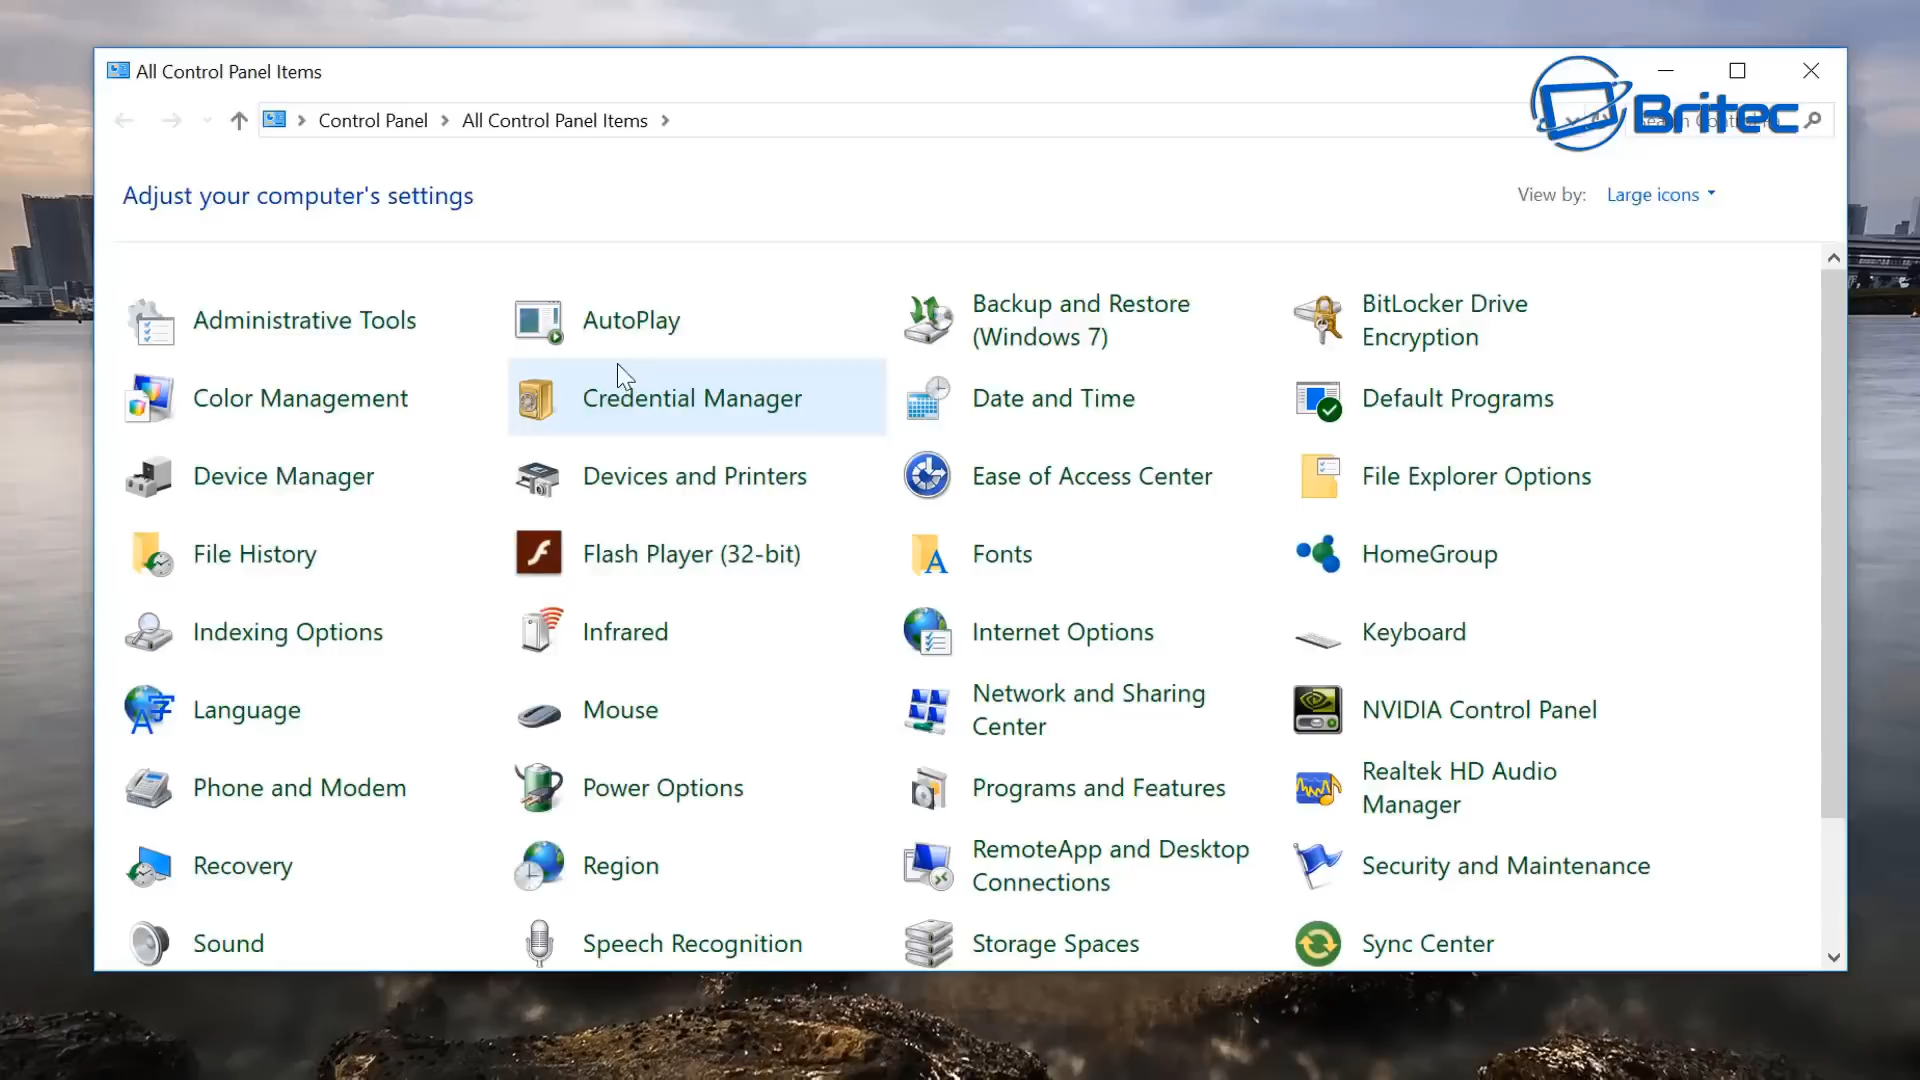 All Control Panel Items
Britec
Control Panel
All Control Panel Items
Adjust your computer's settings
View by:
Large icons
Administrative Tools
AutoPlay
Backup and Restore
(Windows 7)
BitLocker Drive
Encryption
Color Management
Credential Manager
Date and Time
Default Programs
Device Manager
Devices and Printers
Ease of Access Center
File Explorer Options
File History
Flash Player (32-bit)
Fonts
HomeGroup
Indexing Options
Infrared
Internet Options
Keyboard
Language
Mouse
Network and Sharing
Center
NVIDIA Control Panel
Phone and Modem
Power Options
Programs and Features
Realtek HD Audio
Manager
Recovery
Region
RemoteApp and Desktop
Connections
Security and Maintenance
Sound
Speech Recognition
Storage Spaces
Sync Center